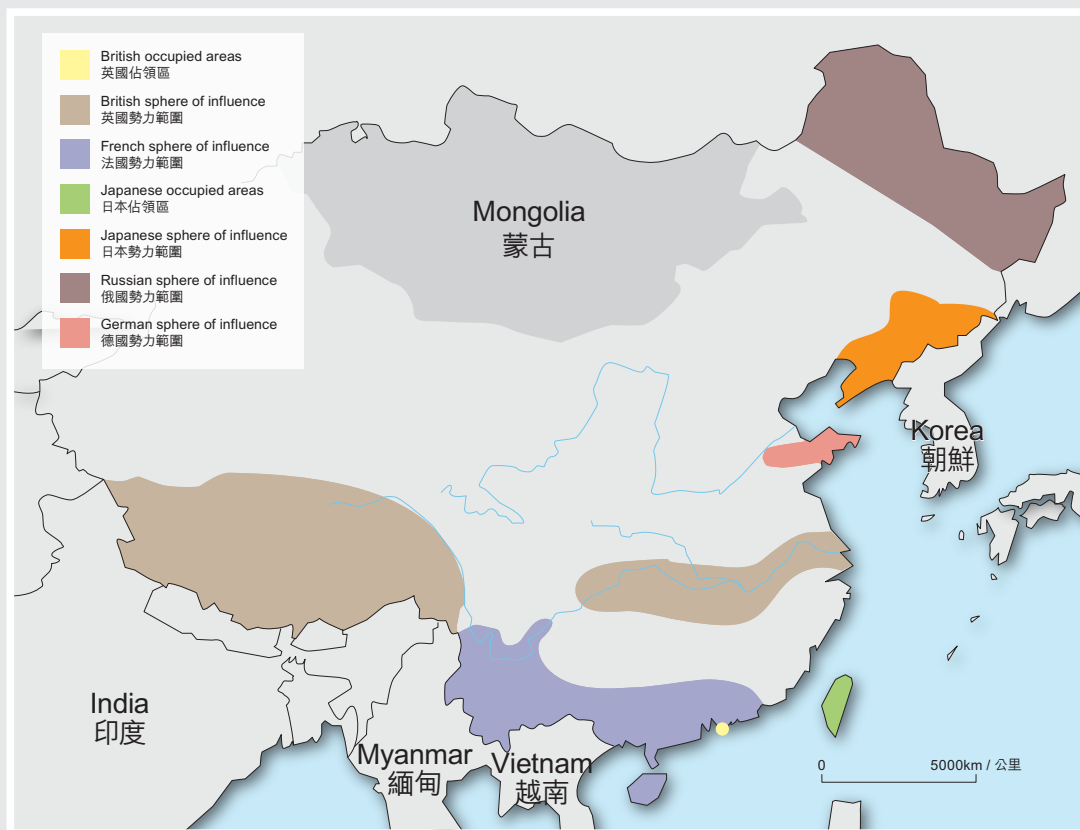 British occupied areas
英國佔領區
British sphere of influence
英國勢力範圍
French sphere of influence
法國勢力範圍
Japanese occupied areas
日本佔領區
Japanese sphere of influence
日本勢力範圍
Russian sphere of influence
俄國勢力範圍
German sphere of influence
德國勢力範圍
Mongolia
蒙古
Korea
朝鮮
India
印度
Myanmar
緬甸
Vietnam
越南
0 5000km / 公里